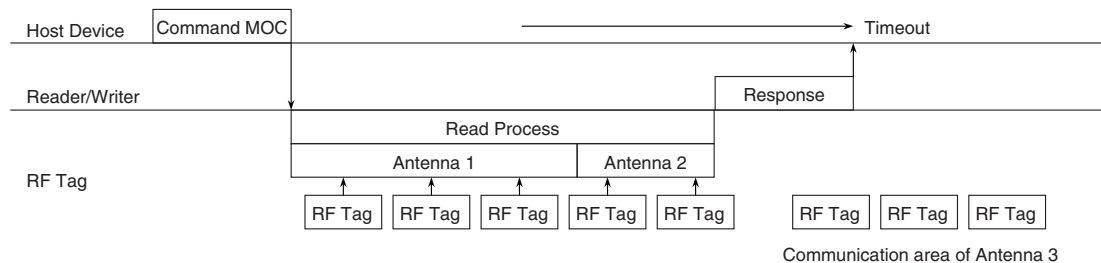 Host Device
Command MOC
Timeout
Reader/Writer
Response
Read Process
RF Tag
Antenna 1
Antenna 2
RF Tag
RF Tag
RF Tag
RF Tag
RF Tag
RF Tag
RF Tag
RF Tag
Communication area of Antenna 3